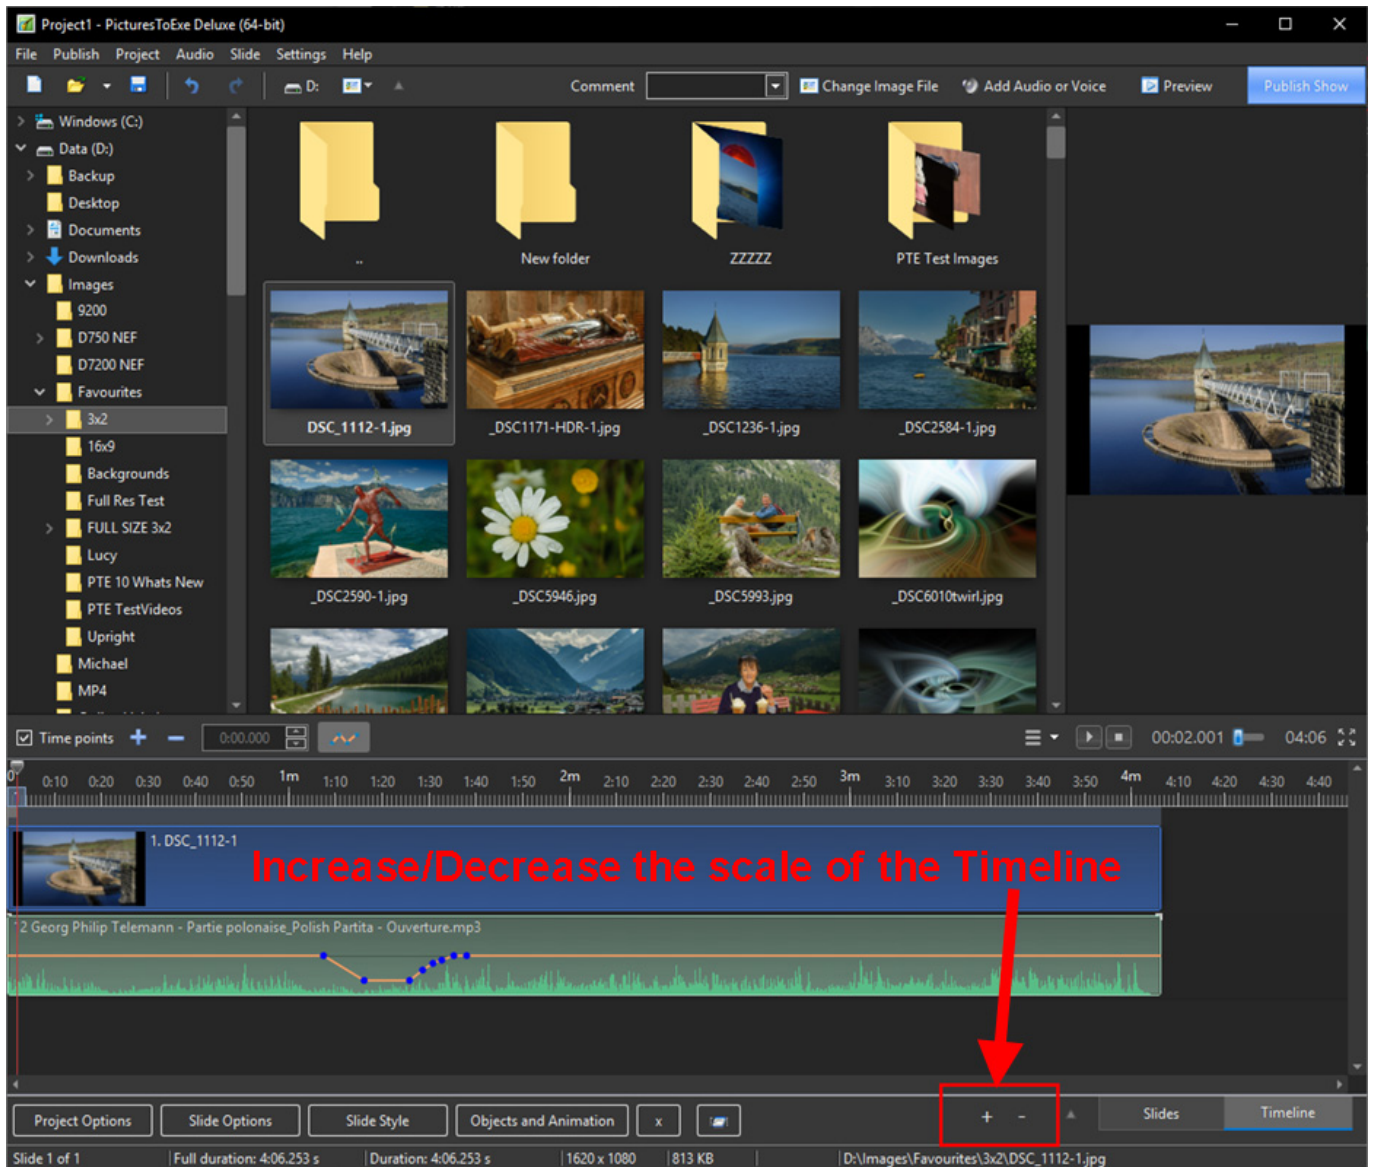 Project1 - PicturesToExe Deluxe (64-bit)
File Publish Project Audio Slide Settings Help
D: Comment Change Image File Add Audio or Voice Preview Publish Show
Windows (C:)
Data (D:)
Backup
Desktop
Documents
Downloads
Images
9200
D750 NEF
D7200 NEF
Favourites
3x2
16x9
Backgrounds
Full Res Test
FULL SIZE 3x2
Lucy
PTE 10 Whats New
PTE TestVideos
Upright
Michael
MP4
.. New folder ZZZZZ PTE Test Images
DSC_1112-1.jpg _DSC1171-HDR-1.jpg _DSC1236-1.jpg _DSC2584-1.jpg
_DSC2590-1.jpg _DSC5946.jpg _DSC5993.jpg _DSC6010twirl.jpg
Time points + − 0:00.000 00:02.001 04:06
0 0:10 0:20 0:30 0:40 0:50 1m 1:10 1:20 1:30 1:40 1:50 2m 2:10 2:20 2:30 2:40 2:50 3m 3:10 3:20 3:30 3:40 3:50 4m 4:10 4:20 4:30 4:40
1. DSC_1112-1
Increase/Decrease the scale of the Timeline
2 Georg Philip Telemann - Partie polonaise_Polish Partita - Ouverture.mp3
Project Options Slide Options Slide Style Objects and Animation x + - Slides Timeline
Slide 1 of 1 Full duration: 4:06.253 s Duration: 4:06.253 s 1620 x 1080 813 KB D:\Images\Favourites\3x2\DSC_1112-1.jpg